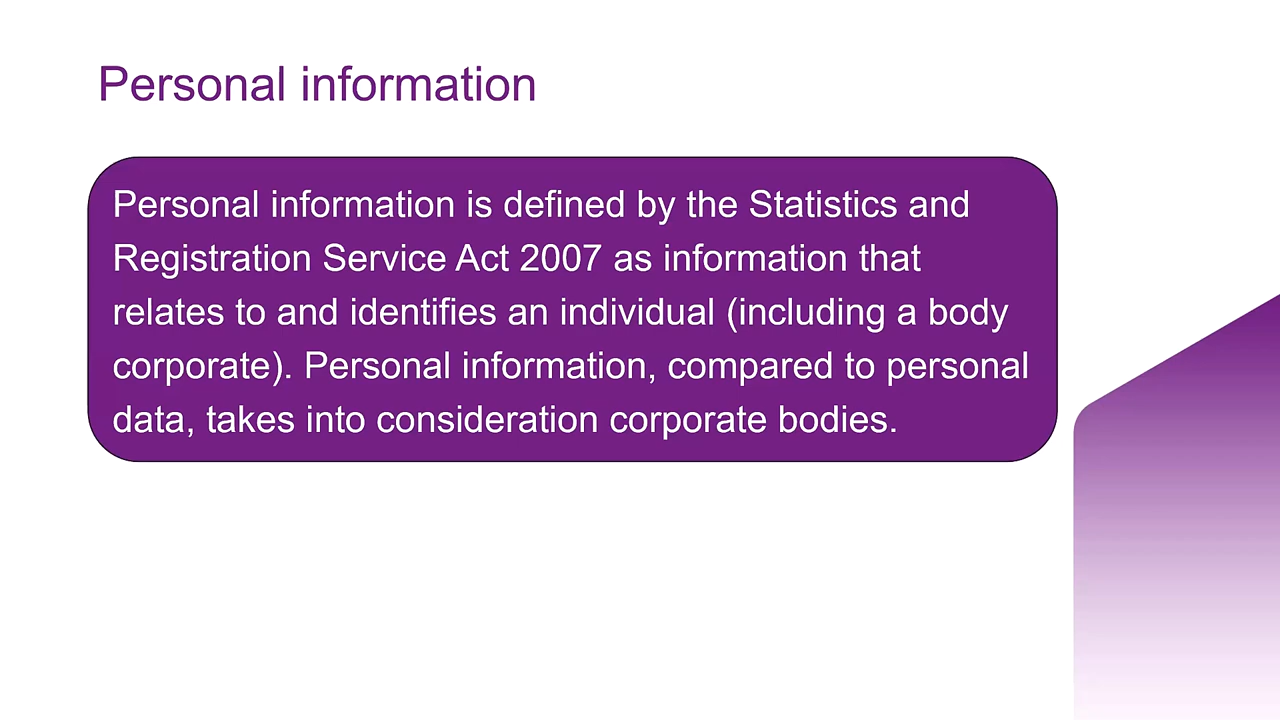 Personal information
Personal information is defined by the Statistics and
Registration Service Act 2007 as information that
relates to and identifies an individual (including a body
corporate). Personal information, compared to personal
data, takes into consideration corporate bodies.